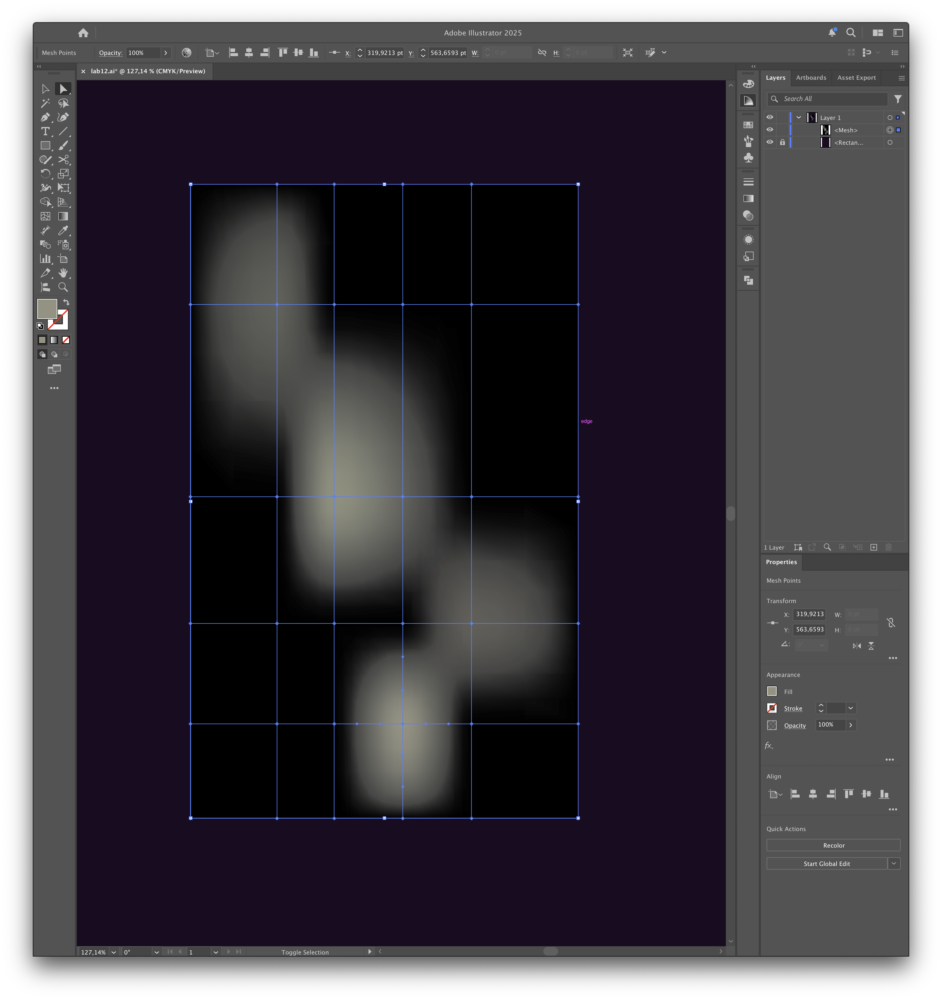 Adobe Illustrator 2025
Mesh Points Opacity: 100% X: 319,9213 pt Y: 563,6593 pt W: 0 pt H: 0 pt
lab12.ai* @ 127,14 % (CMYK/Preview)
Layers Artboards Asset Export
Search All
Layer 1
<Mesh>
<Rectan...
edge
1 Layer
Properties
Mesh Points
Transform
X: 319,9213 W: 0 pt
Y: 563,6593 H: 0 pt
0°
Appearance
Fill
Stroke
Opacity 100%
fx.
Align
Quick Actions
Recolor
Start Global Edit
127,14% 0° 1 Toggle Selection